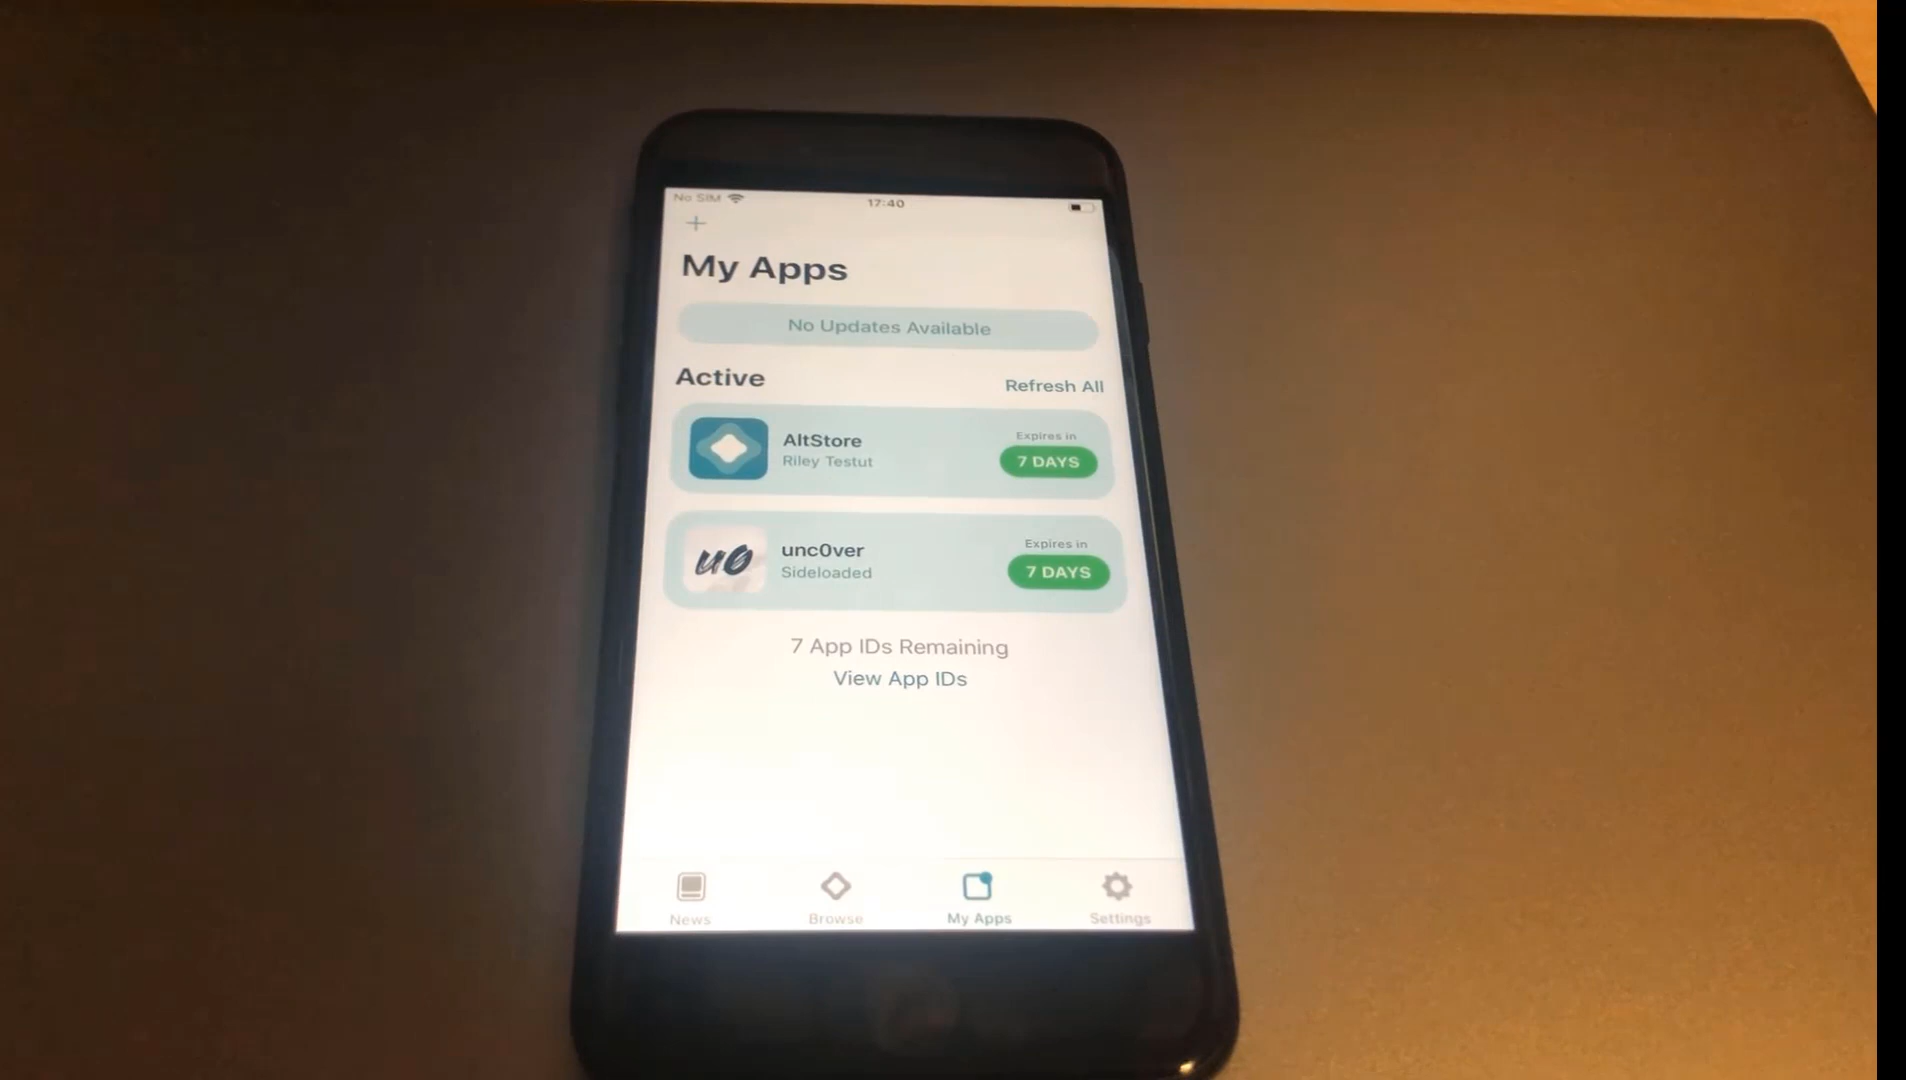 No SIM 17:40
+
My Apps
No Updates Available
Active Refresh All
AltStore
Riley Testut
Expires in
7 DAYS
u0
unc0ver
Sideloaded
Expires in
7 DAYS
7 App IDs Remaining
View App IDs
News Browse My Apps Settings